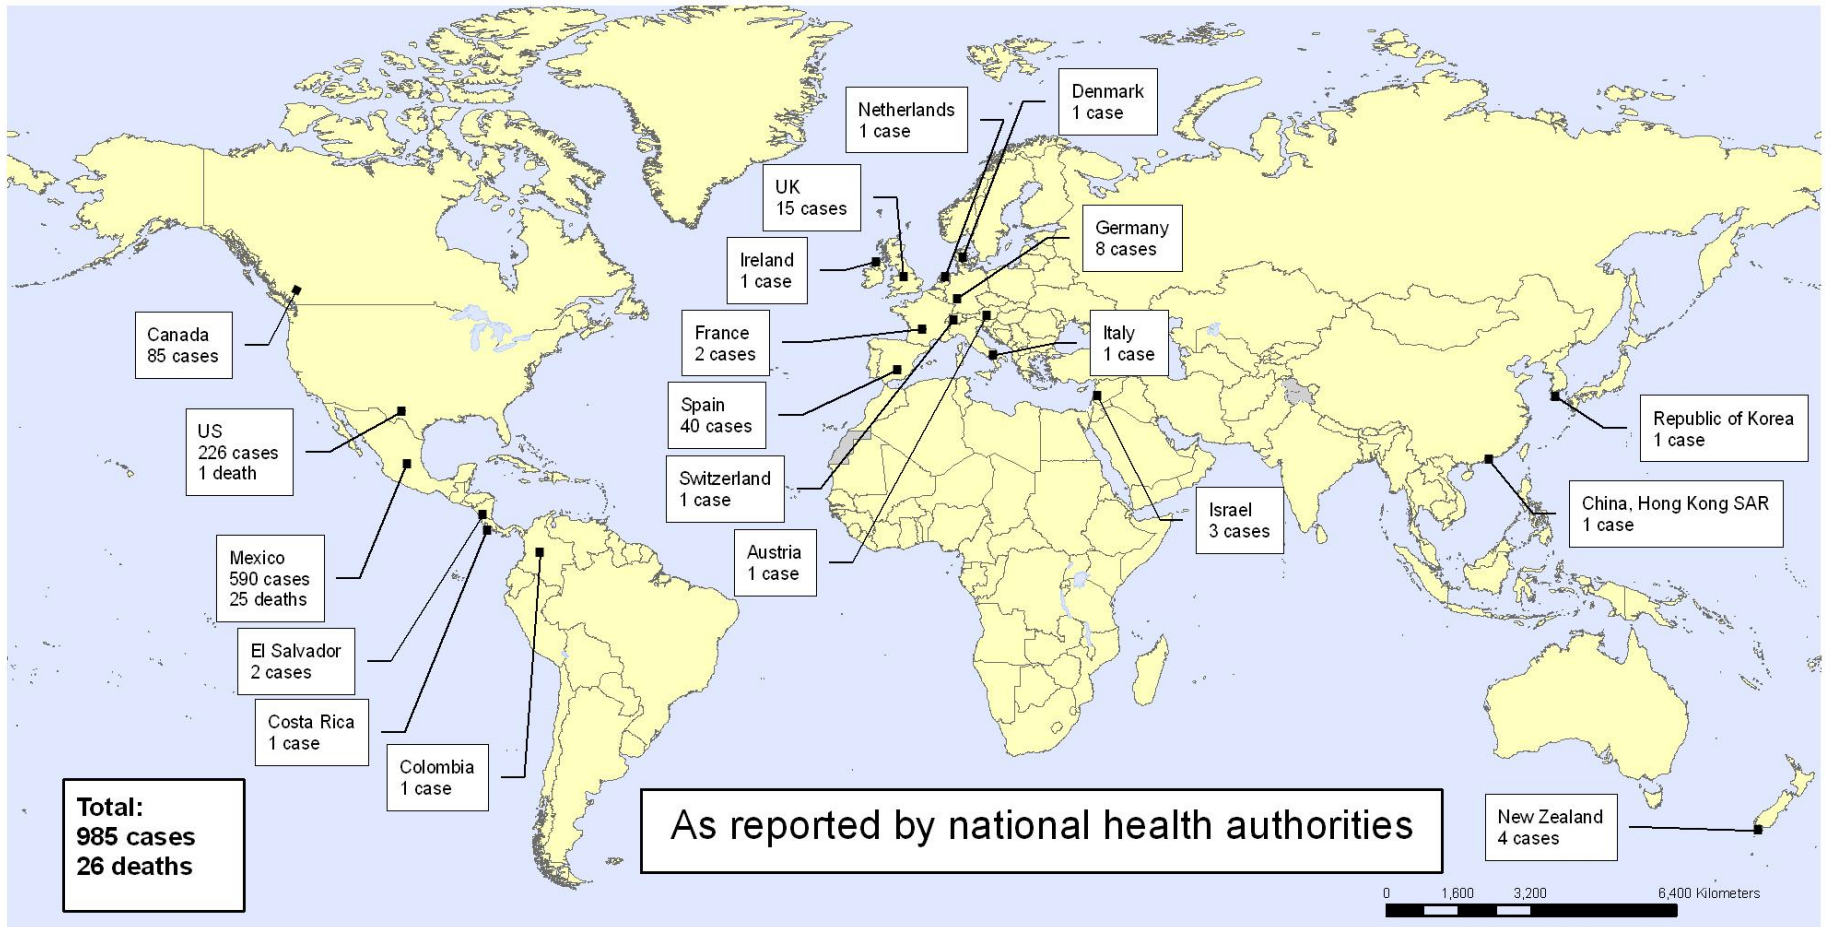 Denmark
1 case
Netherlands
1 case
UK
15 cases
Germany
8 cases
Ireland
1 case
Canada
85 cases
France
2 cases
Italy
1 case
Spain
40 cases
US
226 cases
1 death
Republic of Korea
1 case
Switzerland
1 case
Israel
3 cases
China, Hong Kong SAR
1 case
Mexico
590 cases
25 deaths
Austria
1 case
El Salvador
2 cases
Costa Rica
1 case
Colombia
1 case
Total:
985 cases
26 deaths
As reported by national health authorities
New Zealand
4 cases
0 1,600 3,200 6,400 Kilometers